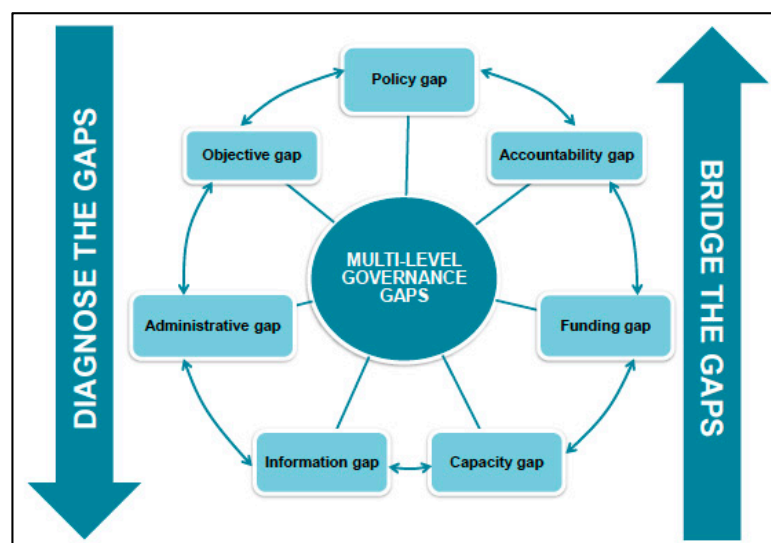 DIAGNOSE THE GAPS
Policy gap
Objective gap
Accountability gap
MULTI-LEVEL
GOVERNANCE
GAPS
Administrative gap
Funding gap
Information gap
Capacity gap
BRIDGE THE GAPS